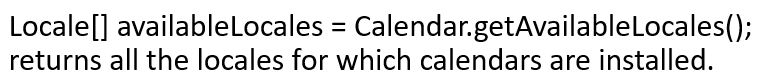 Locale[] availableLocales = Calendar.getAvailableLocales();
returns all the locales for which calendars are installed.